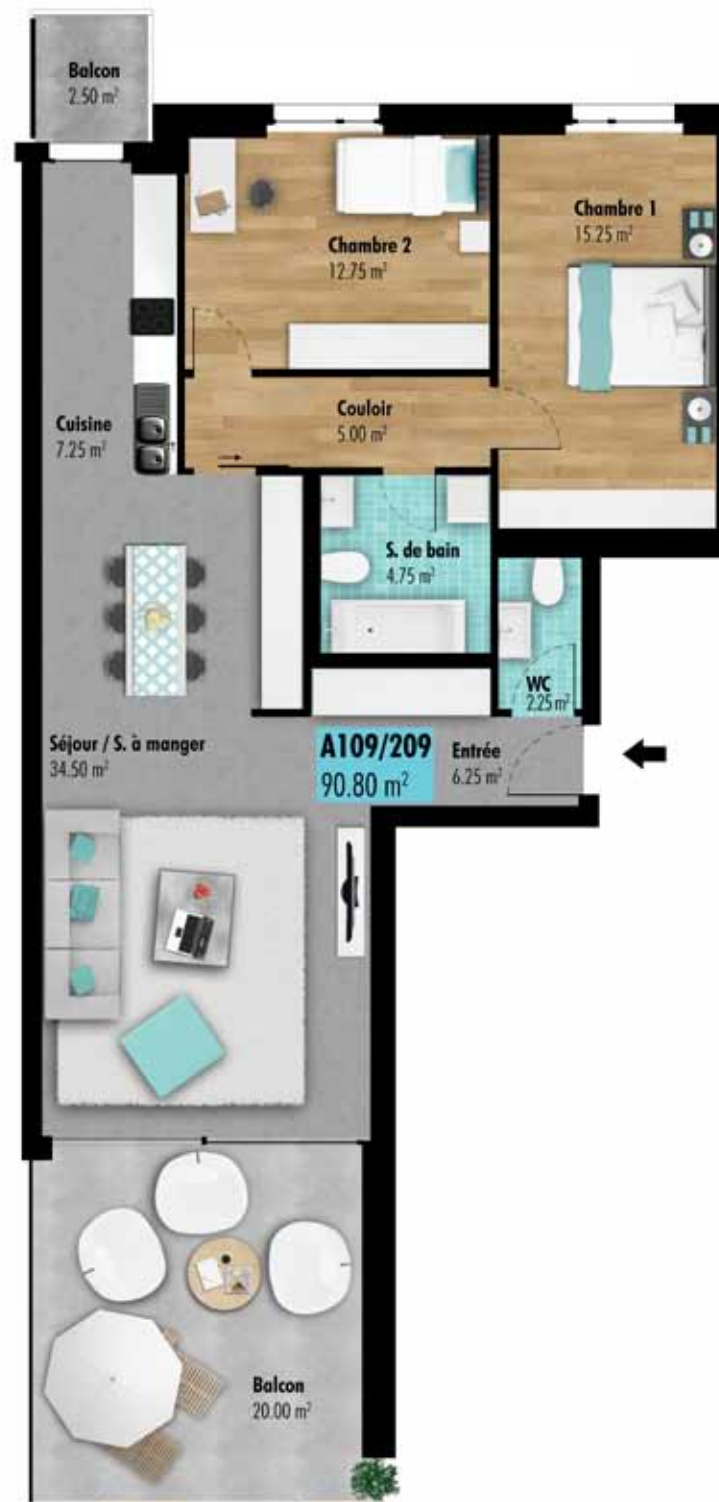 Balcon
2.50 m²
Chambre 1
15.25 m²
Chambre 2
12.75 m²
Couloir
5.00 m²
Cuisine
7.25 m²
S. de bain
4.75 m²
WC
2.25 m²
Séjour / S. à manger
34.50 m²
A109/209
90.80 m²
Entrée
6.25 m²
Balcon
20.00 m²